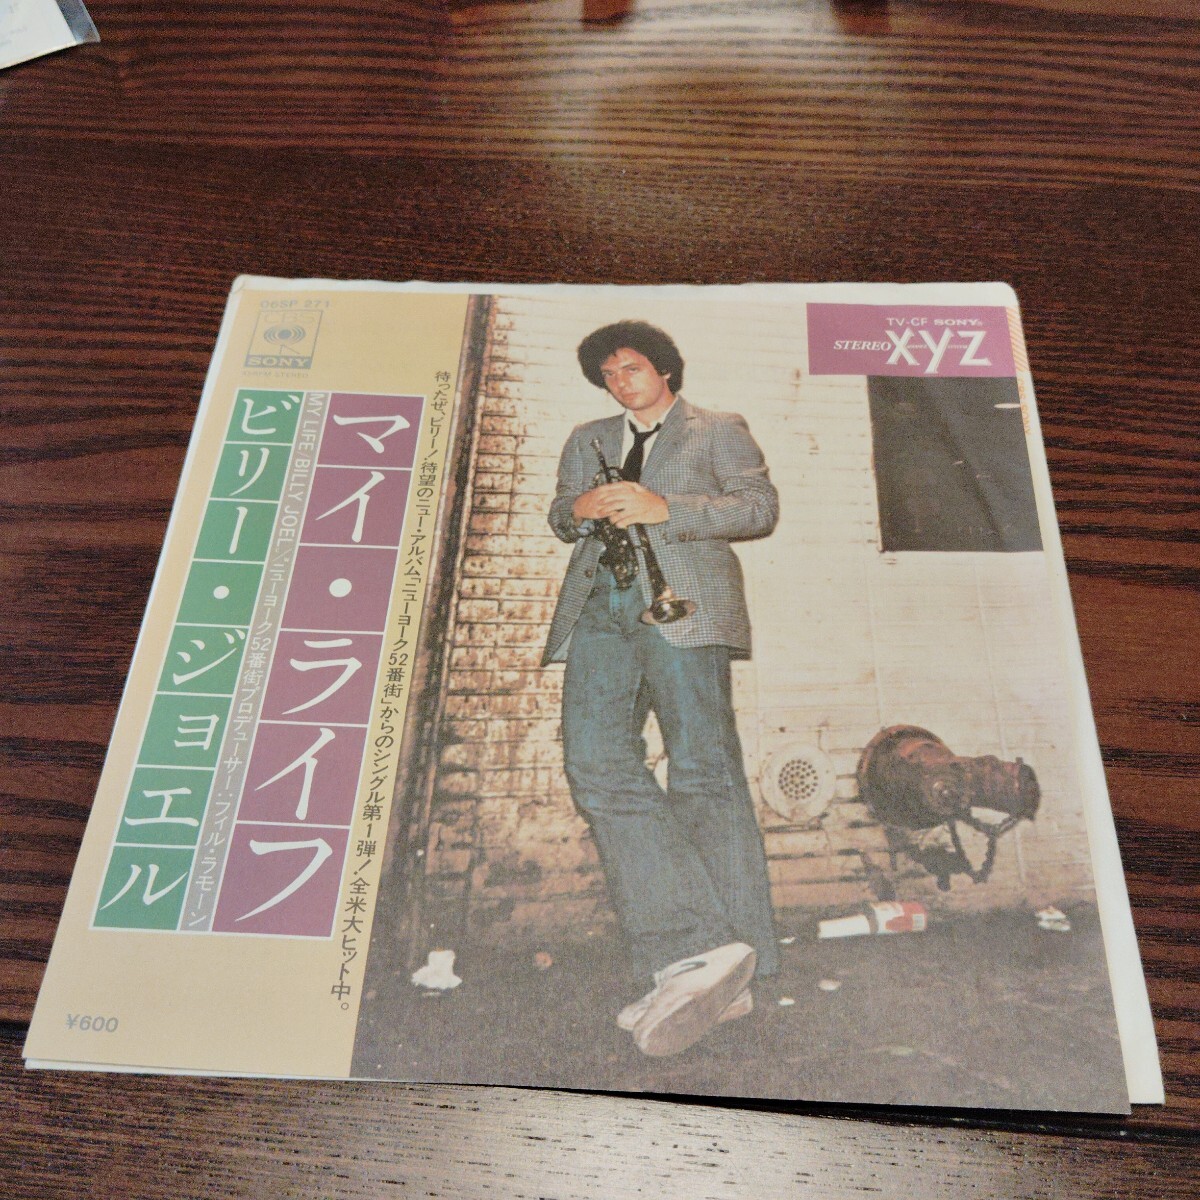 06SP 271
CBS
SONY
STEREO
TV-CF SONY®
STEREO XYZ
マイ・ライフ
MY LIFE/BILLY JOEL/ニューヨーク52番街プロデューサー:フィル・ラモーン
ビリー・ジョエル
待ったぜ、ビリー!待望のニュー・アルバム「ニューヨーク52番街」からのシングル第1弾!全米大ヒット中。
¥600